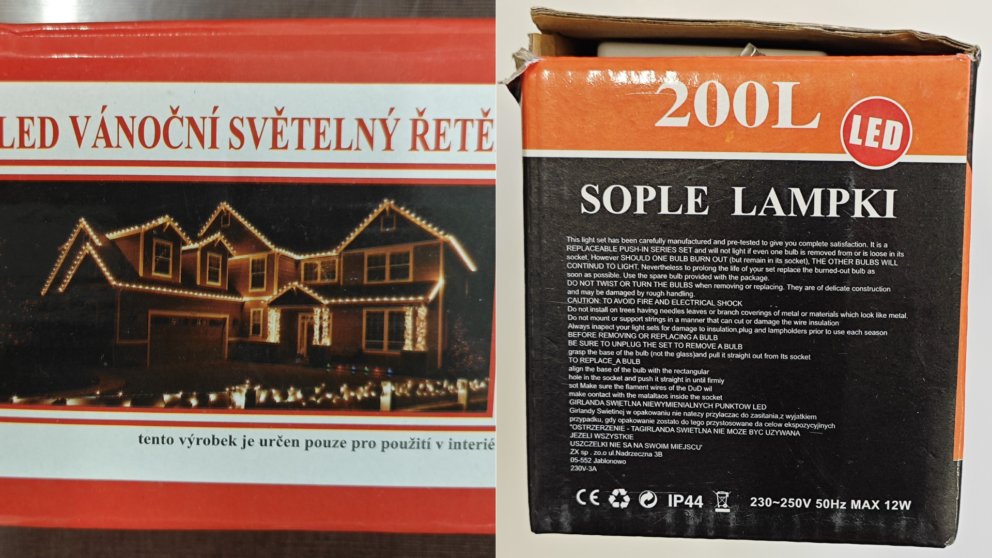 LED VÁNOČNÍ SVĚTELNÝ ŘETĚ
tento výrobek je určen pouze pro použití v interié
200L
LED
SOPLE LAMPKI
This light set has been carefully manufactured and pre-tested to give you complete satisfaction. It is a
REPLACEABLE PUSH-IN SERIES SET and will not light if even one bulb is removed from or is loose in its
socket. However SHOULD ONE BULB BURN OUT (but remain in its socket), THE OTHER BULBS WILL
CONTINUD TO LIGHT. Nevertheless to prolong the life of your set replace the burned-out bulb as
soon as possible. Use the spare bulb provided with the package.
DO NOT TWIST OR TURN THE BULBS when removing or replacing. They are of delicate construction
and may be damaged by rough handling.
CAUTION: TO AVOID FIRE AND ELECTRICAL SHOCK
Do not install on trees having needles leaves or branch coverings of metal or materials which look like metal.
Do not mount or support strings in a manner that can cut or damage the wire insulation
Always inapect your light sets for damage to insulation,plug and lampholders prior to use each season
BEFORE REMOVING OR REPLACING A BULB
BE SURE TO UNPLUG THE SET TO REMOVE A BULB
grasp the base of the bulb (not the glass)and pull it straight out from Its socket
TO REPLACE_A BULB
align the base of the bulb with the rectangular
hole in the socket and push it straight in until firmiy
sot Make sure the flament wires of the DuD wil
make oontact with the mataltaos inside the socket
GIRLANDA SWIETLNA NIEWYMIENIALNYCH PUNKTOW LED
Girlandy Swietinej w opakowaniu nie natezy przylaczac do zasitania,z wyjatkiem
przypadku, gdy opakowanie zostato do tego przystosowane da celow ekspozycyjnych
"OSTRZEZENIE - TAGIRLANDA SWIETLNA NIE MOZE BYC UZYWANA
JEZELI WSZYSTKIE
USZCZELKI NIE SA NA SWOIM MIEJSCU'
ZX sp . zo.o ul.Nadrzeczna 3B
05-552 Jablonowo
230V-3A
CE IP44 230~250V 50Hz MAX 12W